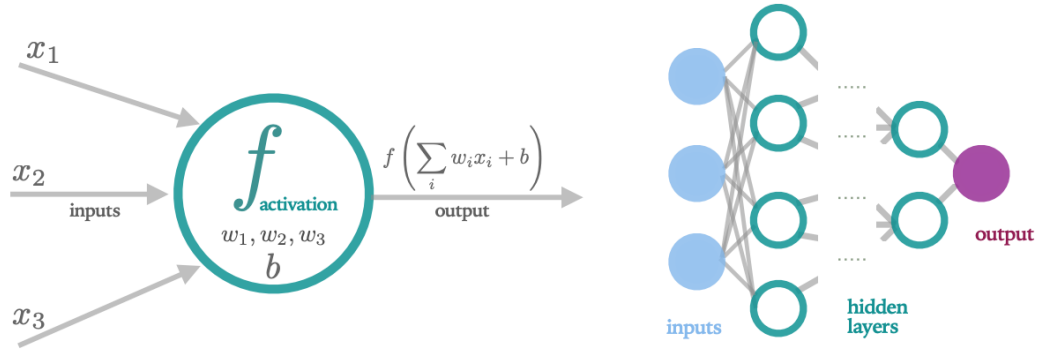 x₁
x₂
inputs
x₃
f
activation
w₁, w₂, w₃
b
f(∑ᵢ wᵢxᵢ + b)
output
.....
.....
.....
.....
inputs
hidden
layers
output